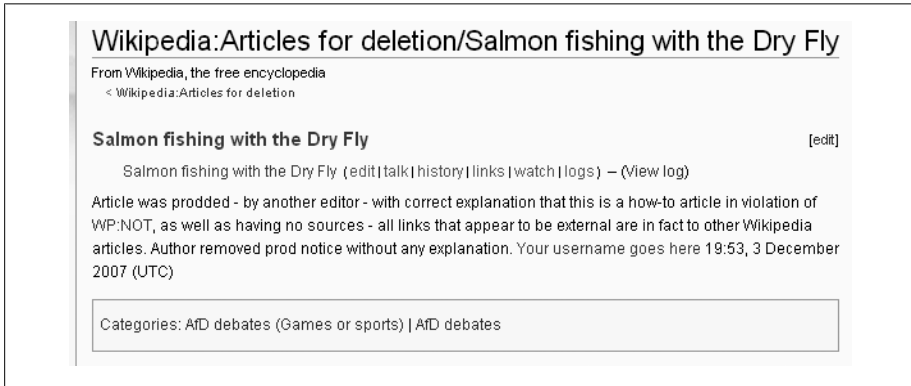 Wikipedia:Articles for deletion/Salmon fishing with the Dry Fly
From Wikipedia, the free encyclopedia
< Wikipedia:Articles for deletion
Salmon fishing with the Dry Fly [edit]
Salmon fishing with the Dry Fly (edit|talk|history|links|watch|logs) – (View log)
Article was prodded - by another editor - with correct explanation that this is a how-to article in violation of
WP:NOT, as well as having no sources - all links that appear to be external are in fact to other Wikipedia
articles. Author removed prod notice without any explanation. Your username goes here 19:53, 3 December
2007 (UTC)
Categories: AfD debates (Games or sports) | AfD debates